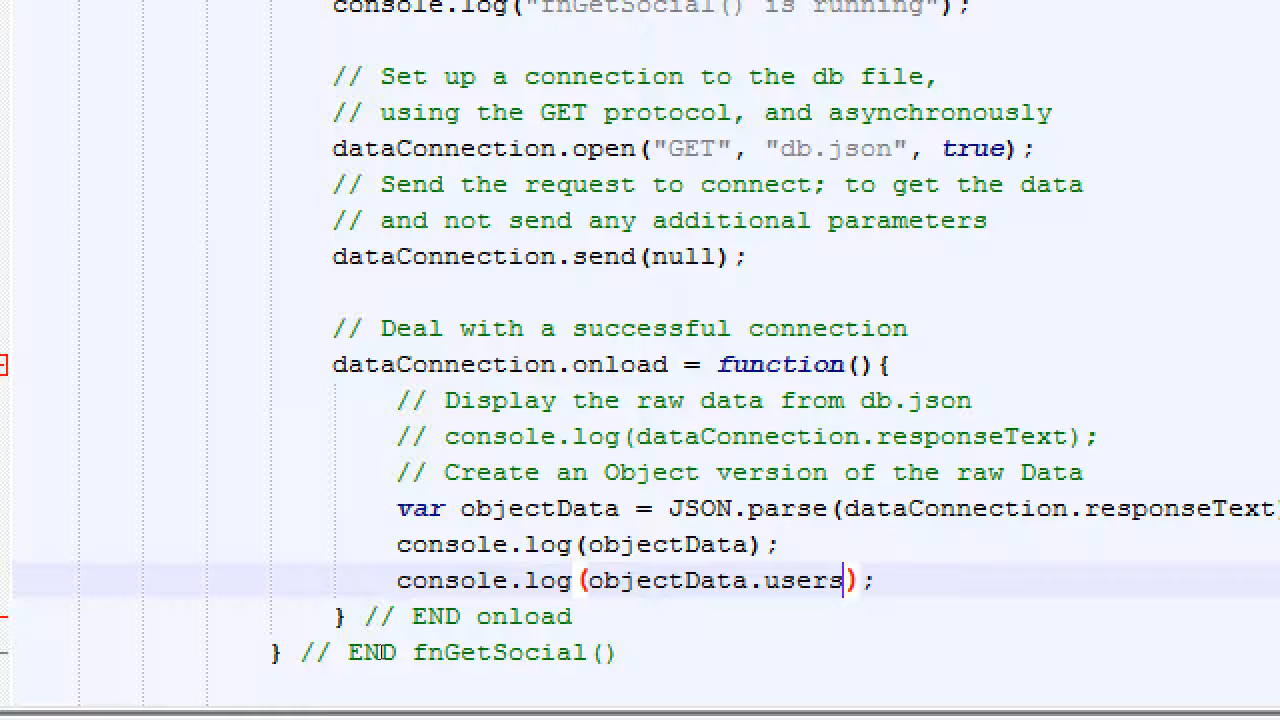 console.log("fnGetSocial() is running");
// Set up a connection to the db file,
// using the GET protocol, and asynchronously
dataConnection.open("GET", "db.json", true);
// Send the request to connect; to get the data
// and not send any additional parameters
dataConnection.send(null);
// Deal with a successful connection
dataConnection.onload = function(){
// Display the raw data from db.json
// console.log(dataConnection.responseText);
// Create an Object version of the raw Data
var objectData = JSON.parse(dataConnection.responseText)
console.log(objectData);
console.log(objectData.users);
} // END onload
} // END fnGetSocial()